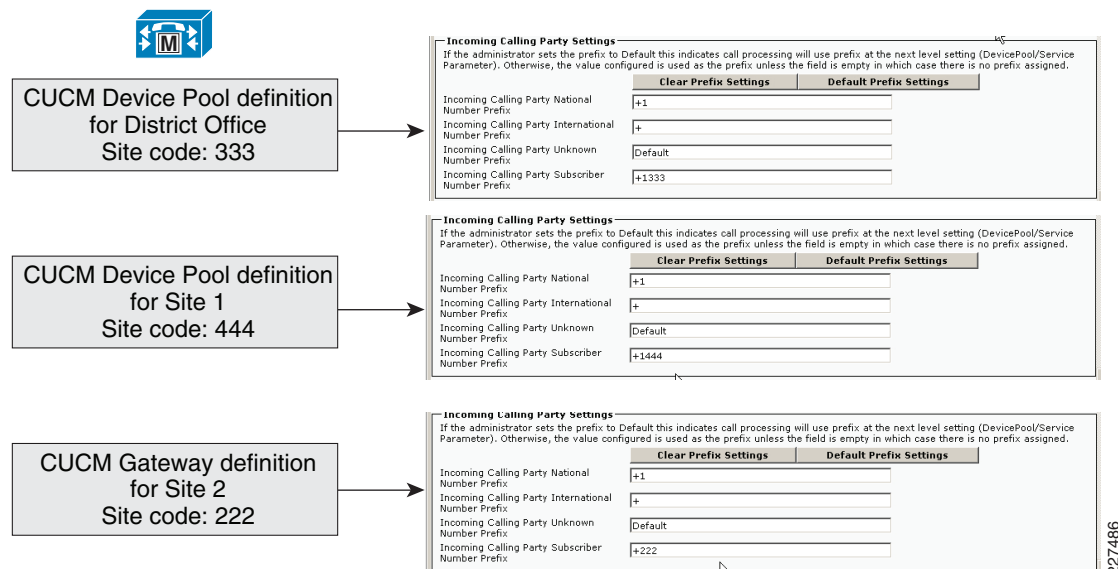 M
CUCM Device Pool definition
for District Office
Site code: 333
Incoming Calling Party Settings
If the administrator sets the prefix to Default this indicates call processing will use prefix at the next level setting (DevicePool/Service
Parameter). Otherwise, the value configured is used as the prefix unless the field is empty in which case there is no prefix assigned.
Clear Prefix Settings Default Prefix Settings
Incoming Calling Party National
Number Prefix
+1
Incoming Calling Party International
Number Prefix
+
Incoming Calling Party Unknown
Number Prefix
Default
Incoming Calling Party Subscriber
Number Prefix
+1333
CUCM Device Pool definition
for Site 1
Site code: 444
Incoming Calling Party Settings
If the administrator sets the prefix to Default this indicates call processing will use prefix at the next level setting (DevicePool/Service
Parameter). Otherwise, the value configured is used as the prefix unless the field is empty in which case there is no prefix assigned.
Clear Prefix Settings Default Prefix Settings
Incoming Calling Party National
Number Prefix
+1
Incoming Calling Party International
Number Prefix
+
Incoming Calling Party Unknown
Number Prefix
Default
Incoming Calling Party Subscriber
Number Prefix
+1444
CUCM Gateway definition
for Site 2
Site code: 222
Incoming Calling Party Settings
If the administrator sets the prefix to Default this indicates call processing will use prefix at the next level setting (DevicePool/Service
Parameter). Otherwise, the value configured is used as the prefix unless the field is empty in which case there is no prefix assigned.
Clear Prefix Settings Default Prefix Settings
Incoming Calling Party National
Number Prefix
+1
Incoming Calling Party International
Number Prefix
+
Incoming Calling Party Unknown
Number Prefix
Default
Incoming Calling Party Subscriber
Number Prefix
+222
227486